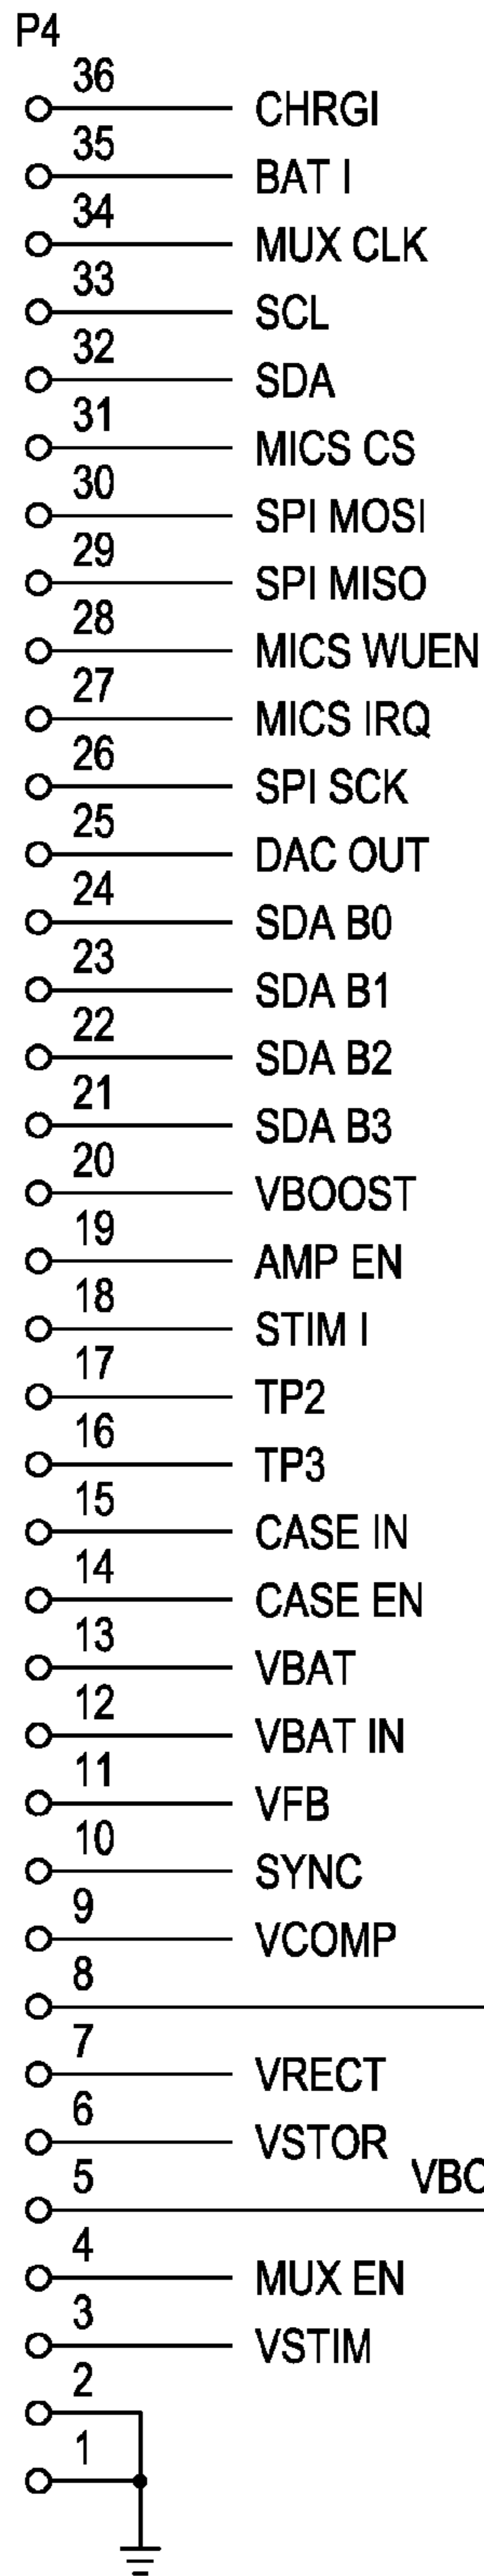 P4
36 CHRGI
35 BAT I
34 MUX CLK
33 SCL
32 SDA
31 MICS CS
30 SPI MOSI
29 SPI MISO
28 MICS WUEN
27 MICS IRQ
26 SPI SCK
25 DAC OUT
24 SDA B0
23 SDA B1
22 SDA B2
21 SDA B3
20 VBOOST
19 AMP EN
18 STIM I
17 TP2
16 TP3
15 CASE IN
14 CASE EN
13 VBAT
12 VBAT IN
11 VFB
10 SYNC
9 VCOMP
8
7 VRECT
6 VSTOR
5
4 MUX EN
3 VSTIM
2
1